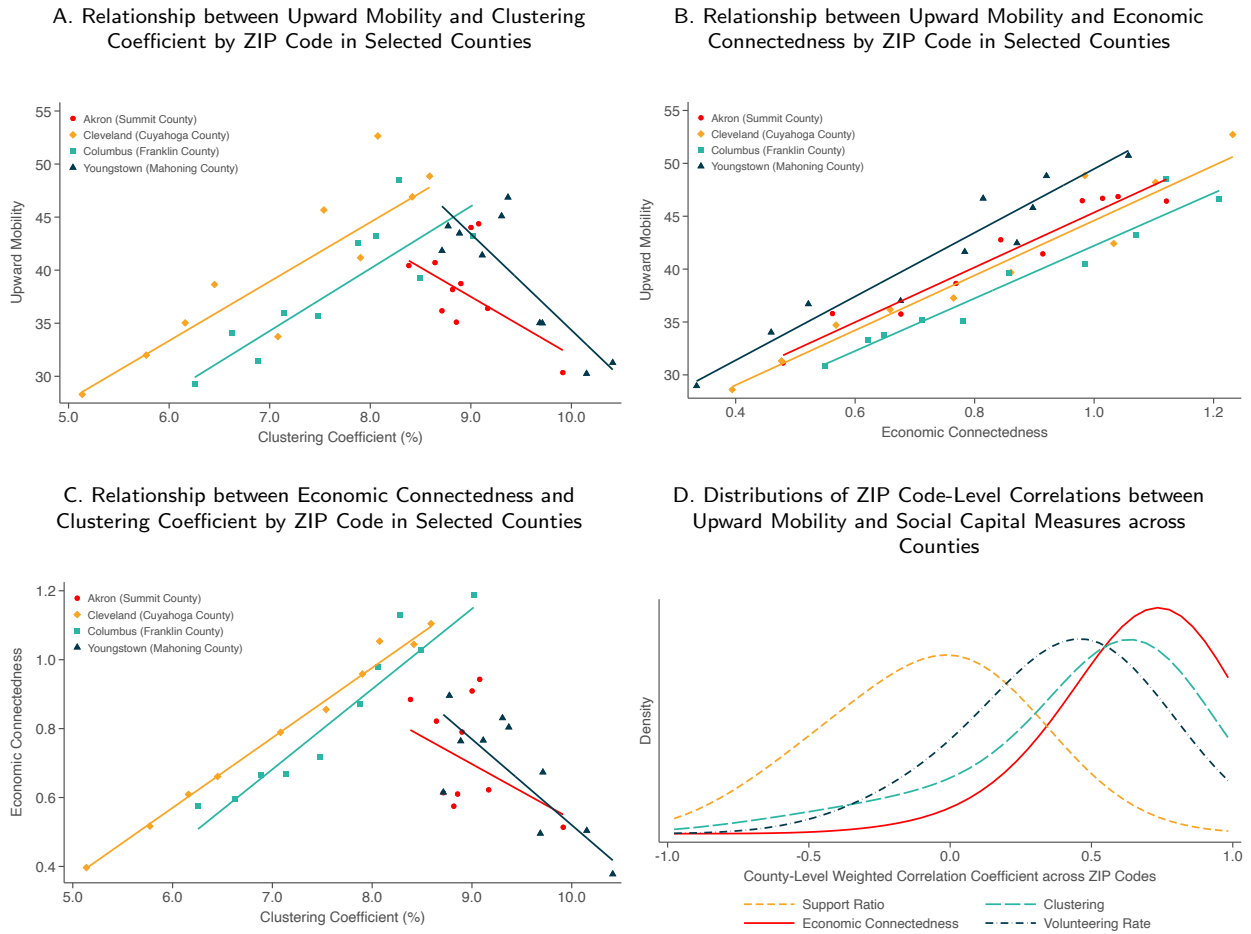 A. Relationship between Upward Mobility and Clustering
Coefficient by ZIP Code in Selected Counties
Upward Mobility
55
50
45
40
35
30
Akron (Summit County)
Cleveland (Cuyahoga County)
Columbus (Franklin County)
Youngstown (Mahoning County)
5.0 6.0 7.0 8.0 9.0 10.0
Clustering Coefficient (%)
B. Relationship between Upward Mobility and Economic
Connectedness by ZIP Code in Selected Counties
Upward Mobility
55
50
45
40
35
30
Akron (Summit County)
Cleveland (Cuyahoga County)
Columbus (Franklin County)
Youngstown (Mahoning County)
0.4 0.6 0.8 1.0 1.2
Economic Connectedness
C. Relationship between Economic Connectedness and
Clustering Coefficient by ZIP Code in Selected Counties
Economic Connectedness
1.2
1.0
0.8
0.6
0.4
Akron (Summit County)
Cleveland (Cuyahoga County)
Columbus (Franklin County)
Youngstown (Mahoning County)
5.0 6.0 7.0 8.0 9.0 10.0
Clustering Coefficient (%)
D. Distributions of ZIP Code-Level Correlations between
Upward Mobility and Social Capital Measures across
Counties
Density
-1.0 -0.5 0.0 0.5 1.0
County-Level Weighted Correlation Coefficient across ZIP Codes
Support Ratio Clustering
Economic Connectedness Volunteering Rate